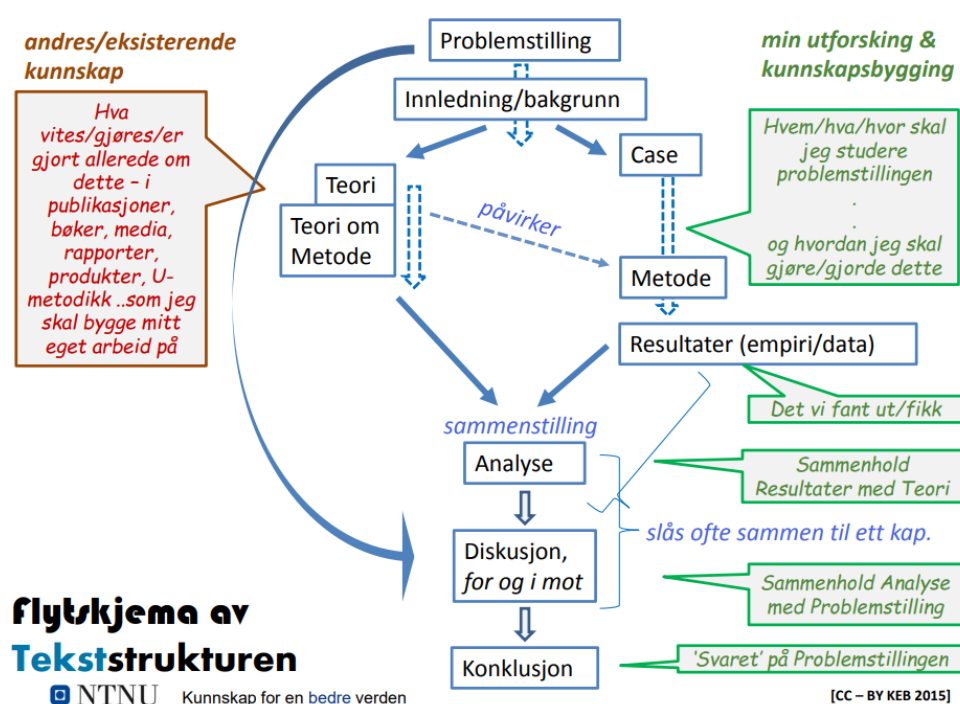 andres/eksisterende
kunnskap
Hva
vites/gjøres/er
gjort allerede om
dette – i
publikasjoner,
bøker, media,
rapporter,
produkter, U-
metodikk ..som jeg
skal bygge mitt
eget arbeid på
Problemstilling
Innledning/bakgrunn
min utforsking &
kunnskapsbygging
Hvem/hva/hvor skal
jeg studere
problemstillingen
.
.
og hvordan jeg skal
gjøre/gjorde dette
Teori
Teori om
Metode
påvirker
Case
Metode
Resultater (empiri/data)
Det vi fant ut/fikk
sammenstilling
Analyse
Sammenhold
Resultater med Teori
slås ofte sammen til ett kap.
Diskusjon,
for og i mot
Sammenhold Analyse
med Problemstilling
Konklusjon
'Svaret' på Problemstillingen
Flytskjema av
Tekststrukturen
NTNU Kunnskap for en bedre verden
[CC – BY KEB 2015]